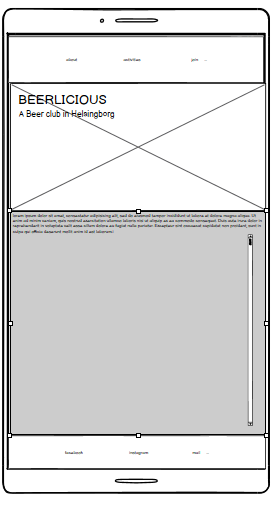 about activities join ...
BEERLICIOUS
A Beer club in Helsingborg
lorem ipsum dolor sit amet, consectetur adipiscing elit, sed do eiusmod tempor incididunt ut labore et dolore magna aliqua. Ut
enim ad minim veniam, quis nostrud exercitation ullamco laboris nisi ut aliquip ex ea commodo consequat. Duis aute irure dolor in
reprehenderit in voluptate velit esse cillum dolore eu fugiat nulla pariatur. Excepteur sint occaecat cupidatat non proident, sunt in
culpa qui officia deserunt mollit anim id est laborum!
facebook instagram mail ...